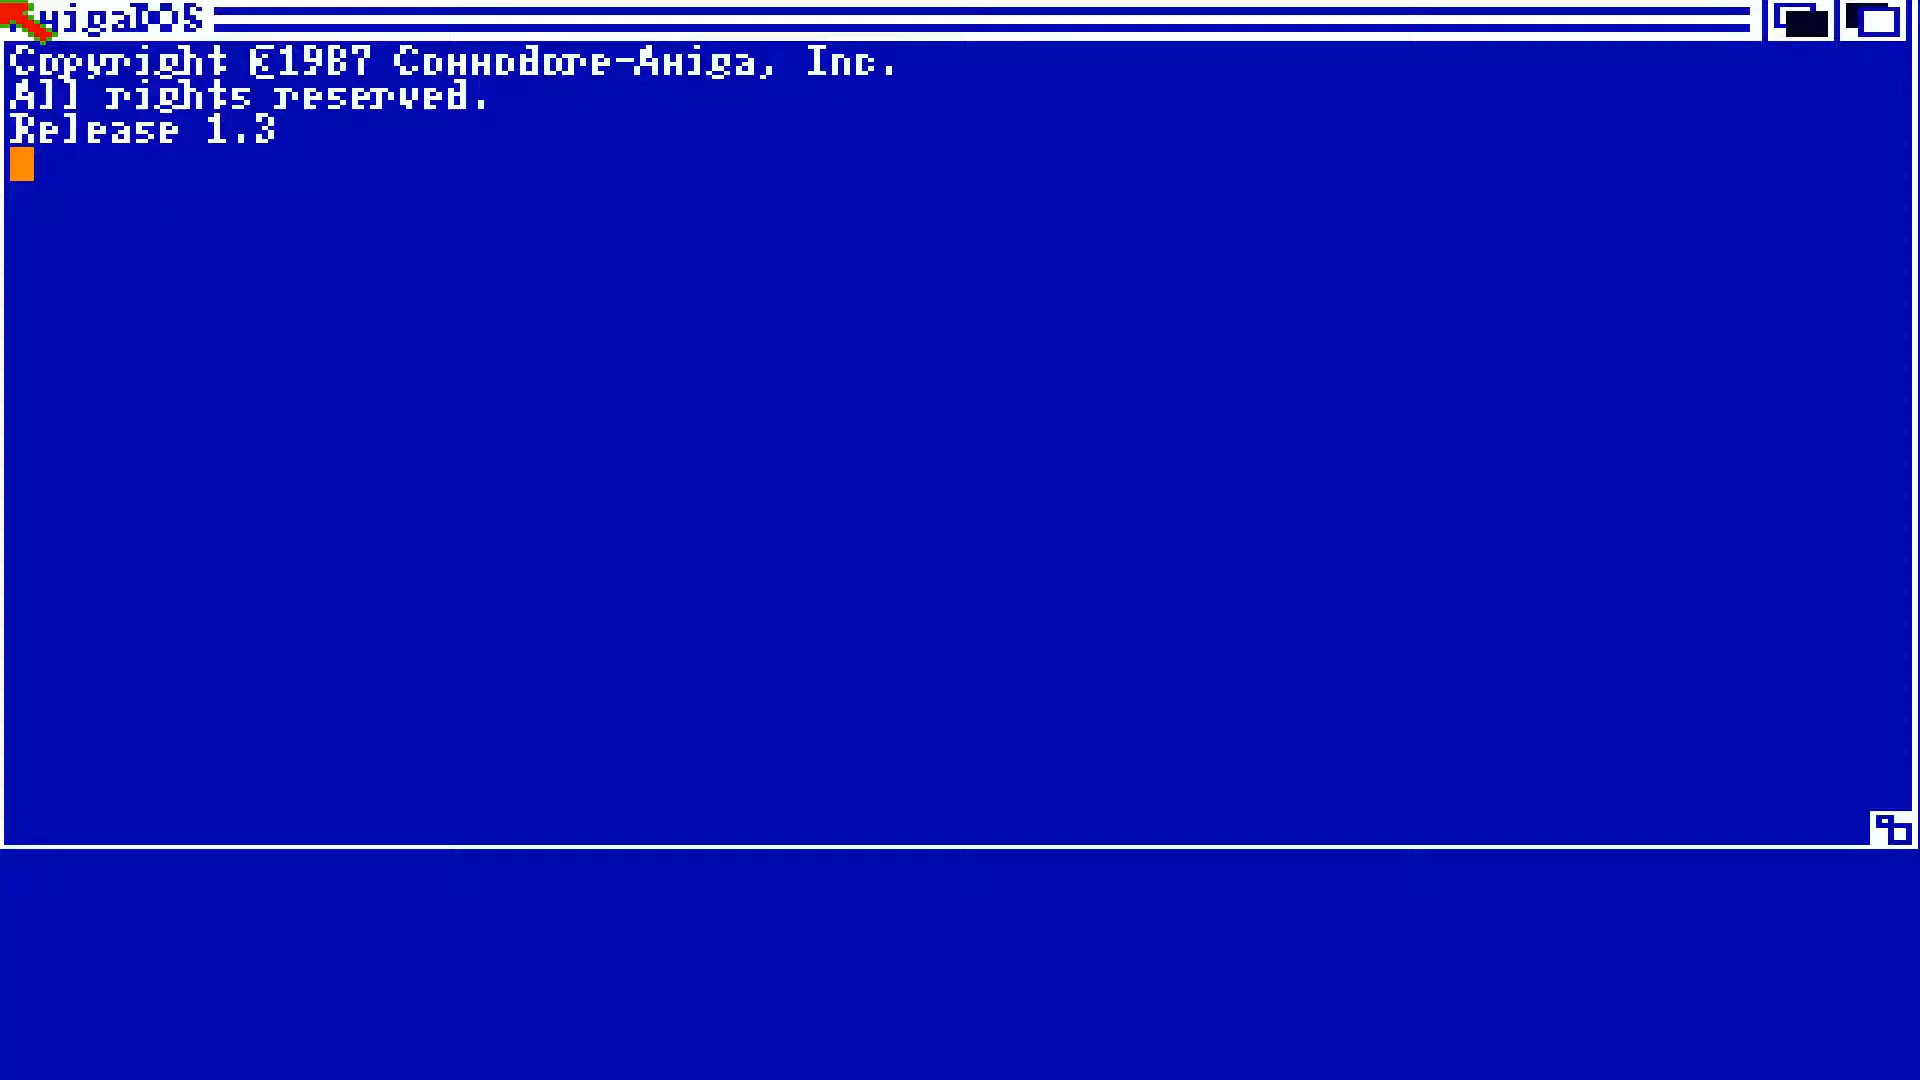 AmigaDOS
Copyright ©1987 Commodore-Amiga, Inc.
All rights reserved.
Release 1.3